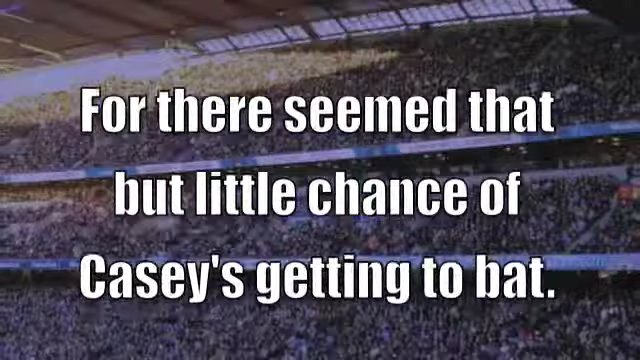 For there seemed that
but little chance of
Casey's getting to bat.